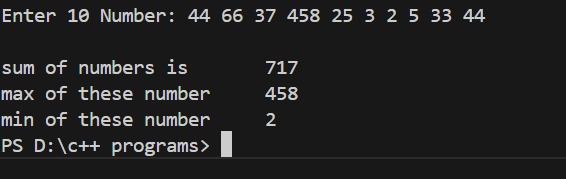 Enter 10 Number: 44 66 37 458 25 3 2 5 33 44
sum of numbers is 717
max of these number 458
min of these number 2
PS D:\c++ programs>